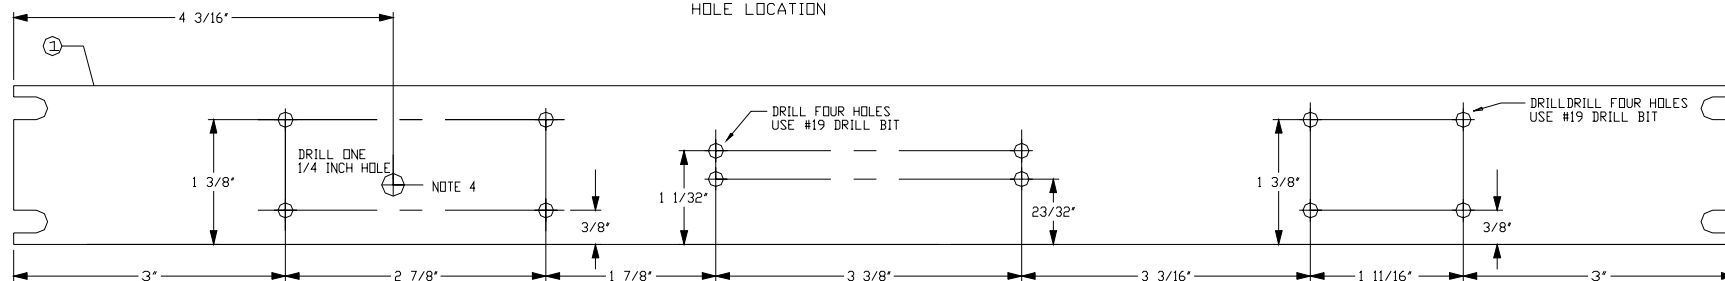 HOLE LOCATION
4 3/16"
1
DRILL FOUR HOLES
USE #19 DRILL BIT
DRILLDRILL FOUR HOLES
USE #19 DRILL BIT
DRILL ONE
1/4 INCH HOLE
NOTE 4
1 3/8"
3/8"
1 1/32"
23/32"
1 3/8"
3/8"
3"
2 7/8"
1 7/8"
3 3/8"
3 3/16"
1 11/16"
3"